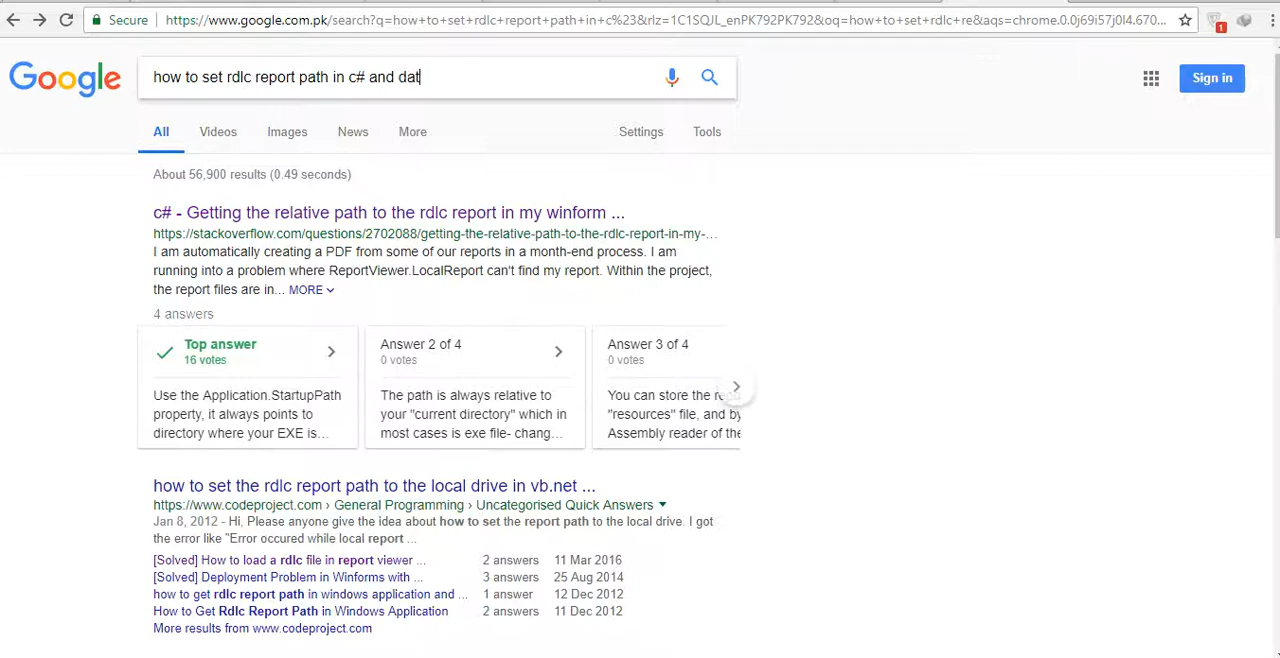 Secure https://www.google.com.pk/search?q=how+to+set+rdlc+report+path+in+c%23&rlz=1C1SQJL_enPK792PK792&oq=how+to+set+rdlc+re&aqs=chrome.0.0j69i57j0l4.670...
1
Google
how to set rdlc report path in c# and dat
Sign in
All Videos Images News More Settings Tools
About 56,900 results (0.49 seconds)
c# - Getting the relative path to the rdlc report in my winform ...
https://stackoverflow.com/questions/2702088/getting-the-relative-path-to-the-rdlc-report-in-my-...
I am automatically creating a PDF from some of our reports in a month-end process. I am
running into a problem where ReportViewer.LocalReport can't find my report. Within the project,
the report files are in... MORE
4 answers
Top answer
16 votes
Use the Application.StartupPath
property, it always points to
directory where your EXE is...
Answer 2 of 4
0 votes
The path is always relative to
your "current directory" which in
most cases is exe file- chang...
Answer 3 of 4
0 votes
You can store the
"resources" file, and by
Assembly reader of the
how to set the rdlc report path to the local drive in vb.net ...
https://www.codeproject.com › General Programming › Uncategorised Quick Answers
Jan 8, 2012 - Hi, Please anyone give the idea about how to set the report path to the local drive. I got
the error like "Error occured while local report ...
[Solved] How to load a rdlc file in report viewer ... 2 answers 11 Mar 2016
[Solved] Deployment Problem in Winforms with ... 3 answers 25 Aug 2014
how to get rdlc report path in windows application and ... 1 answer 12 Dec 2012
How to Get Rdlc Report Path in Windows Application 2 answers 11 Dec 2012
More results from www.codeproject.com